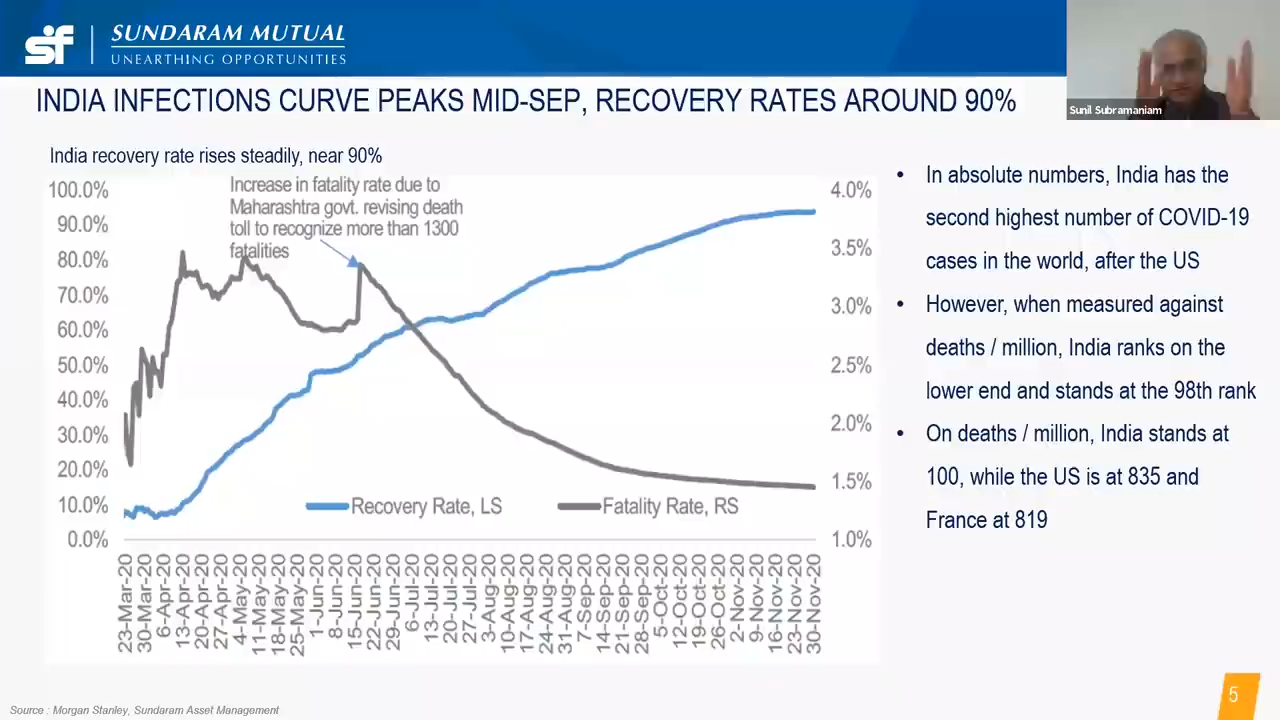 SUNDARAM MUTUAL
UNEARTHING OPPORTUNITIES
Sunil Subramaniam
INDIA INFECTIONS CURVE PEAKS MID-SEP, RECOVERY RATES AROUND 90%
India recovery rate rises steadily, near 90%
Increase in fatality rate due to
Maharashtra govt. revising death
toll to recognize more than 1300
fatalities
100.0%
90.0%
80.0%
70.0%
60.0%
50.0%
40.0%
30.0%
20.0%
10.0%
0.0%
4.0%
3.5%
3.0%
2.5%
2.0%
1.5%
1.0%
Recovery Rate, LS
Fatality Rate, RS
23-Mar-20
30-Mar-20
6-Apr-20
13-Apr-20
20-Apr-20
27-Apr-20
4-May-20
11-May-20
18-May-20
25-May-20
1-Jun-20
8-Jun-20
15-Jun-20
22-Jun-20
29-Jun-20
6-Jul-20
13-Jul-20
20-Jul-20
27-Jul-20
3-Aug-20
10-Aug-20
17-Aug-20
24-Aug-20
31-Aug-20
7-Sep-20
14-Sep-20
21-Sep-20
28-Sep-20
5-Oct-20
12-Oct-20
19-Oct-20
26-Oct-20
2-Nov-20
9-Nov-20
16-Nov-20
23-Nov-20
30-Nov-20
• In absolute numbers, India has the
second highest number of COVID-19
cases in the world, after the US
• However, when measured against
deaths / million, India ranks on the
lower end and stands at the 98th rank
• On deaths / million, India stands at
100, while the US is at 835 and
France at 819
Source : Morgan Stanley, Sundaram Asset Management
5